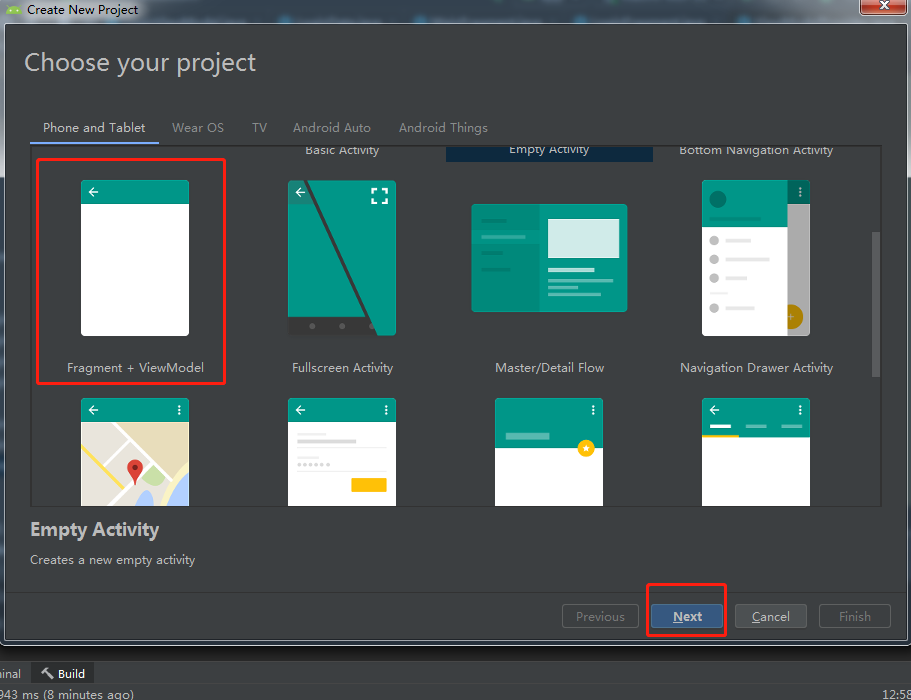 Create New Project
Choose your project
Phone and Tablet Wear OS TV Android Auto Android Things
Basic Activity Empty Activity Bottom Navigation Activity
Fragment + ViewModel Fullscreen Activity Master/Detail Flow Navigation Drawer Activity
Empty Activity
Creates a new empty activity
Previous Next Cancel Finish
inal Build
943 ms (8 minutes ago) 12:58